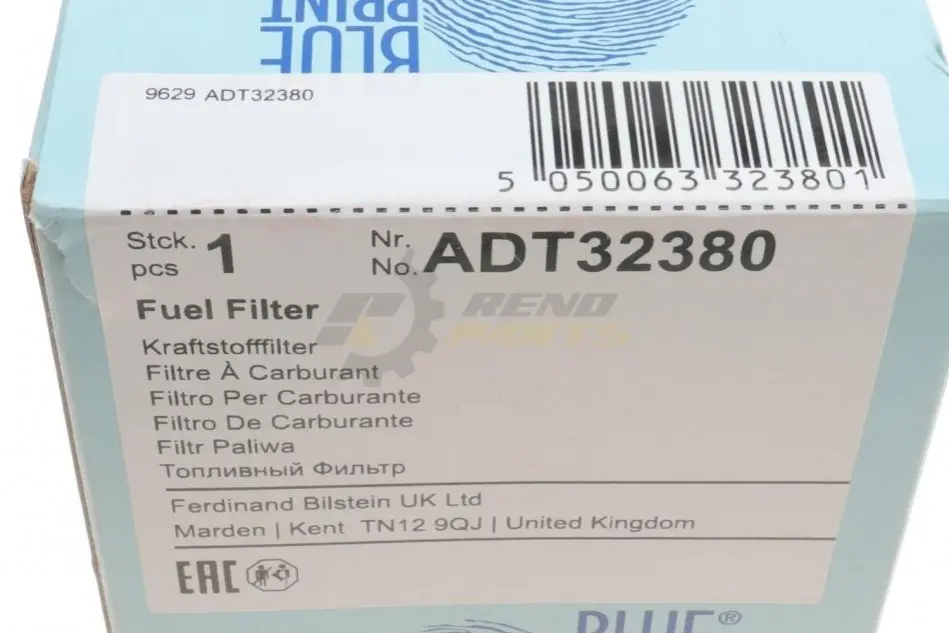 BLUE
PRINT
9629 ADT32380
5 050063 323801
Stck. 1 Nr. ADT32380
pcs No.
RENO
PARTS
Fuel Filter
Kraftstofffilter
Filtre À Carburant
Filtro Per Carburante
Filtro De Carburante
Filtr Paliwa
Топливный Фильтр
Ferdinand Bilstein UK Ltd
Marden | Kent TN12 9QJ | United Kingdom
EAC
BLUE®